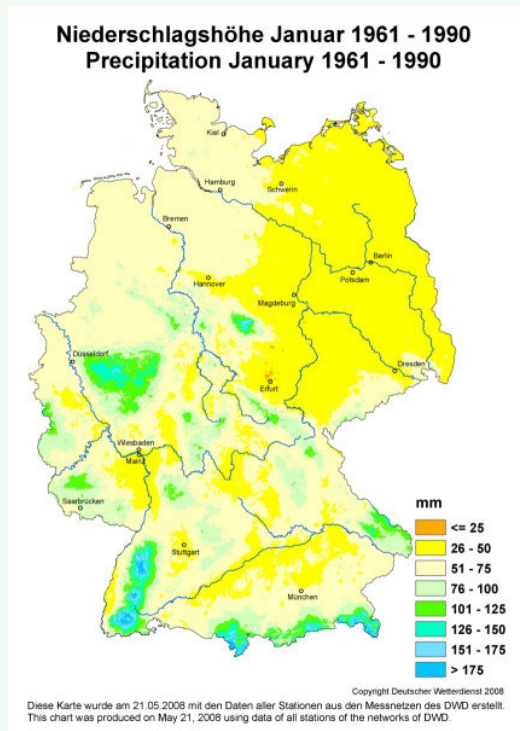 Niederschlagshöhe Januar 1961 - 1990
Precipitation January 1961 - 1990
Kiel
Hamburg
Schwerin
Bremen
Berlin
Potsdam
Hannover
Magdeburg
Düsseldorf
Dresden
Erfurt
Wiesbaden
Mainz
Saarbrücken
Stuttgart
München
mm
<= 25
26 - 50
51 - 75
76 - 100
101 - 125
126 - 150
151 - 175
> 175
Copyright Deutscher Wetterdienst 2008
Diese Karte wurde am 21.05.2008 mit den Daten aller Stationen aus den Messnetzen des DWD erstellt.
This chart was produced on May 21, 2008 using data of all stations of the networks of DWD.